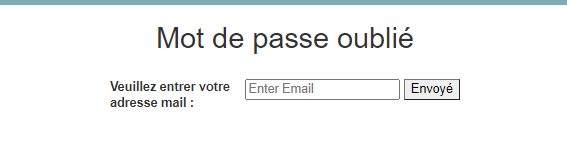 Mot de passe oublié
Veuillez entrer votre
adresse mail :
Enter Email
Envoyé